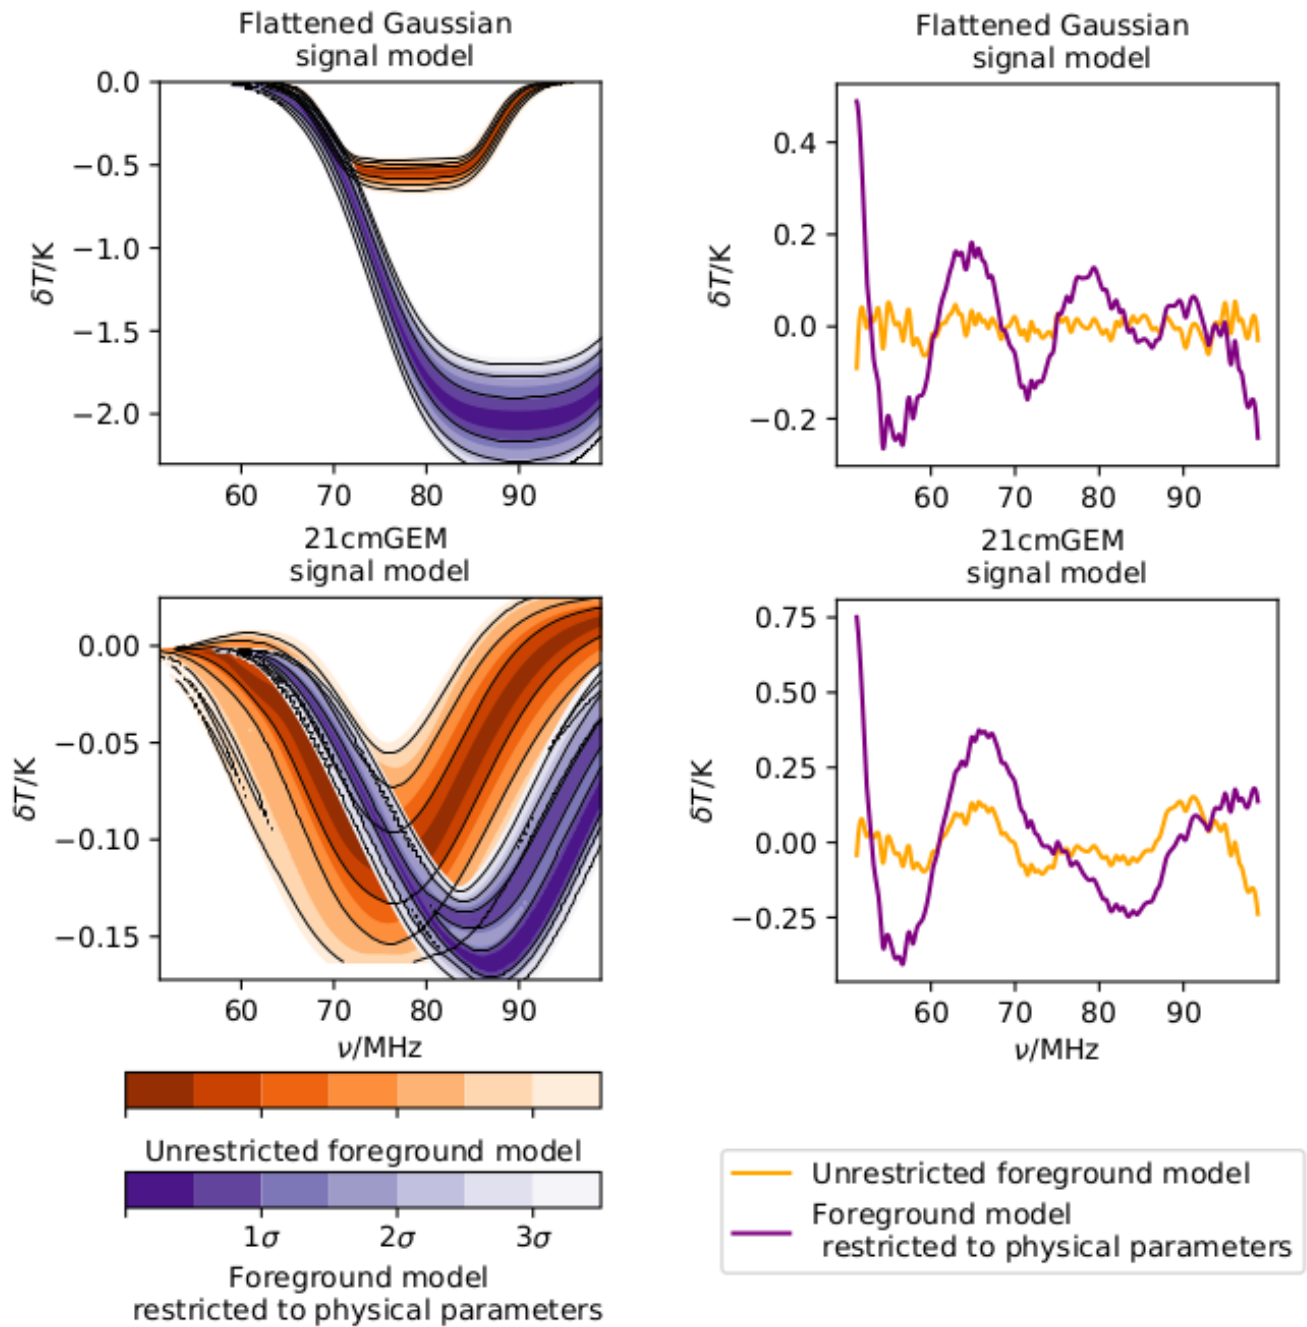 Flattened Gaussian
signal model
0.0
−0.5
−1.0
−1.5
−2.0
δT/K
60 70 80 90
Flattened Gaussian
signal model
0.4
0.2
0.0
−0.2
δT/K
60 70 80 90
21cmGEM
signal model
0.00
−0.05
−0.10
−0.15
δT/K
60 70 80 90
ν/MHz
21cmGEM
signal model
0.75
0.50
0.25
0.00
−0.25
δT/K
60 70 80 90
ν/MHz
Unrestricted foreground model
1σ 2σ 3σ
Foreground model
restricted to physical parameters
Unrestricted foreground model
Foreground model
restricted to physical parameters